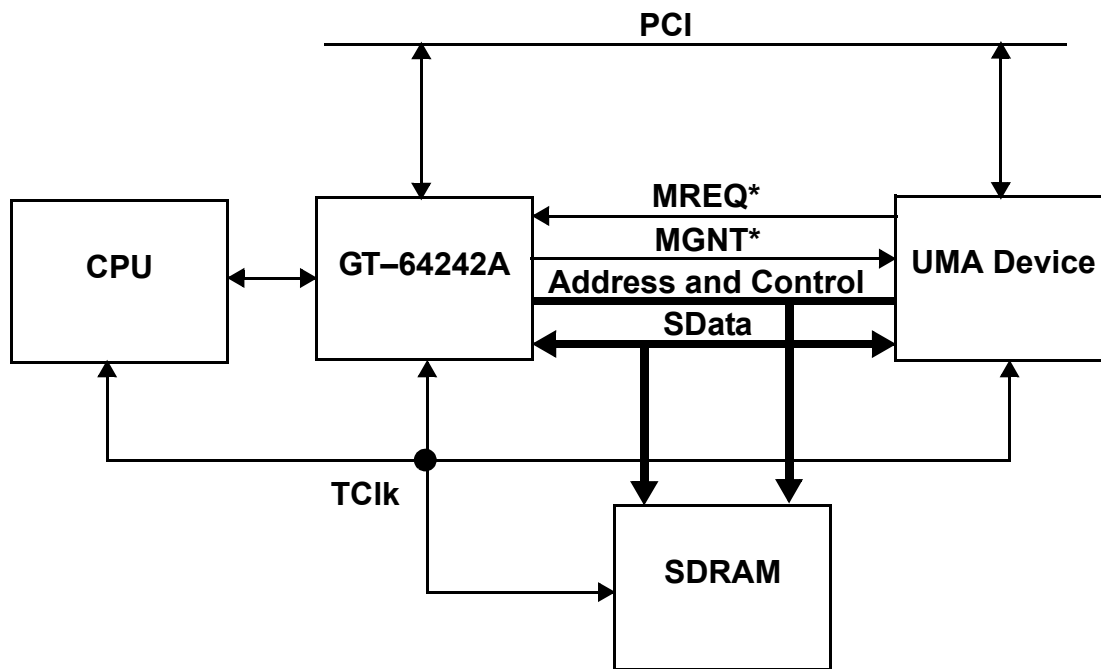 PCI
MREQ*
MGNT*
CPU
GT–64242A
UMA Device
Address and Control
SData
TClk
SDRAM